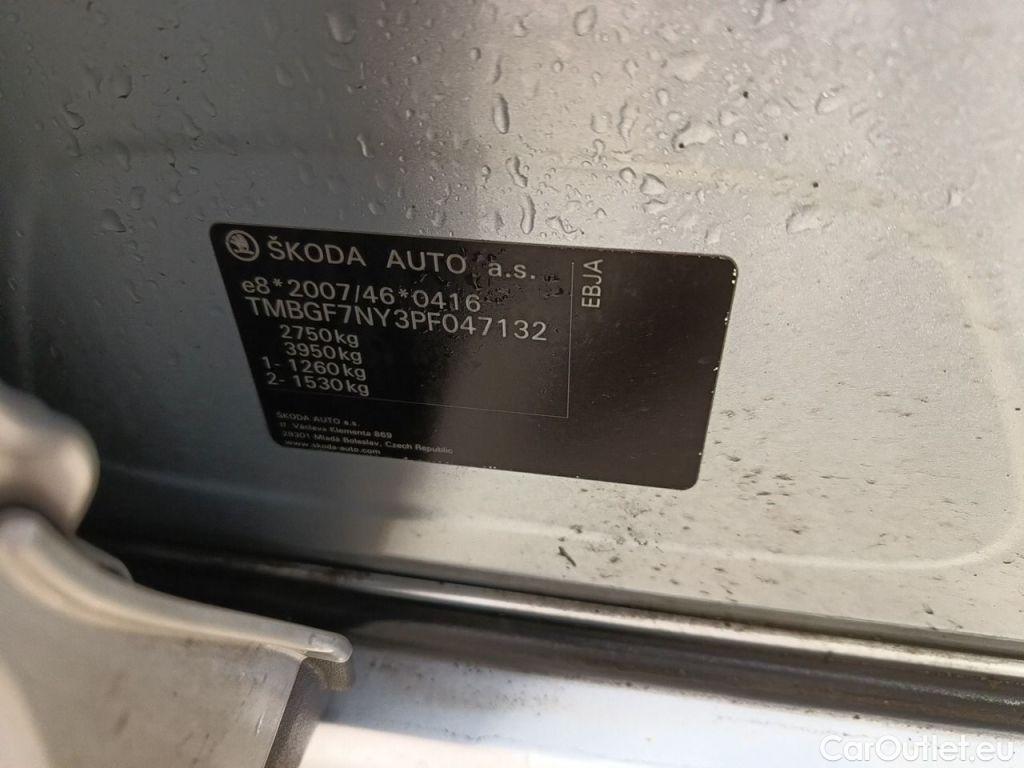 ŠKODA AUTO a.s.
e8*2007/46*0416
TMBGF7NY3PF047132
2750kg
3950kg
1- 1260kg
2- 1530kg
EBJA
ŠKODA AUTO a.s.
tř. Václava Klementa 869
29301 Mladá Boleslav, Czech Republic
www.skoda-auto.com
CarOutlet.eu